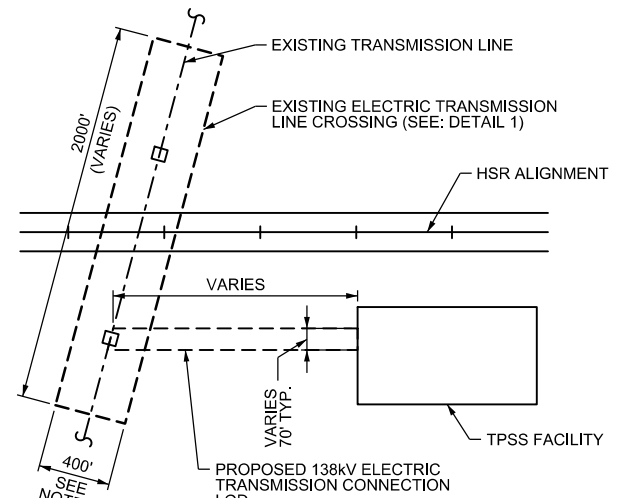 EXISTING TRANSMISSION LINE
EXISTING ELECTRIC TRANSMISSION
LINE CROSSING (SEE: DETAIL 1)
2000'
(VARIES)
HSR ALIGNMENT
VARIES
VARIES
70' TYP.
TPSS FACILITY
400'
SEE
PROPOSED 138kV ELECTRIC
TRANSMISSION CONNECTION